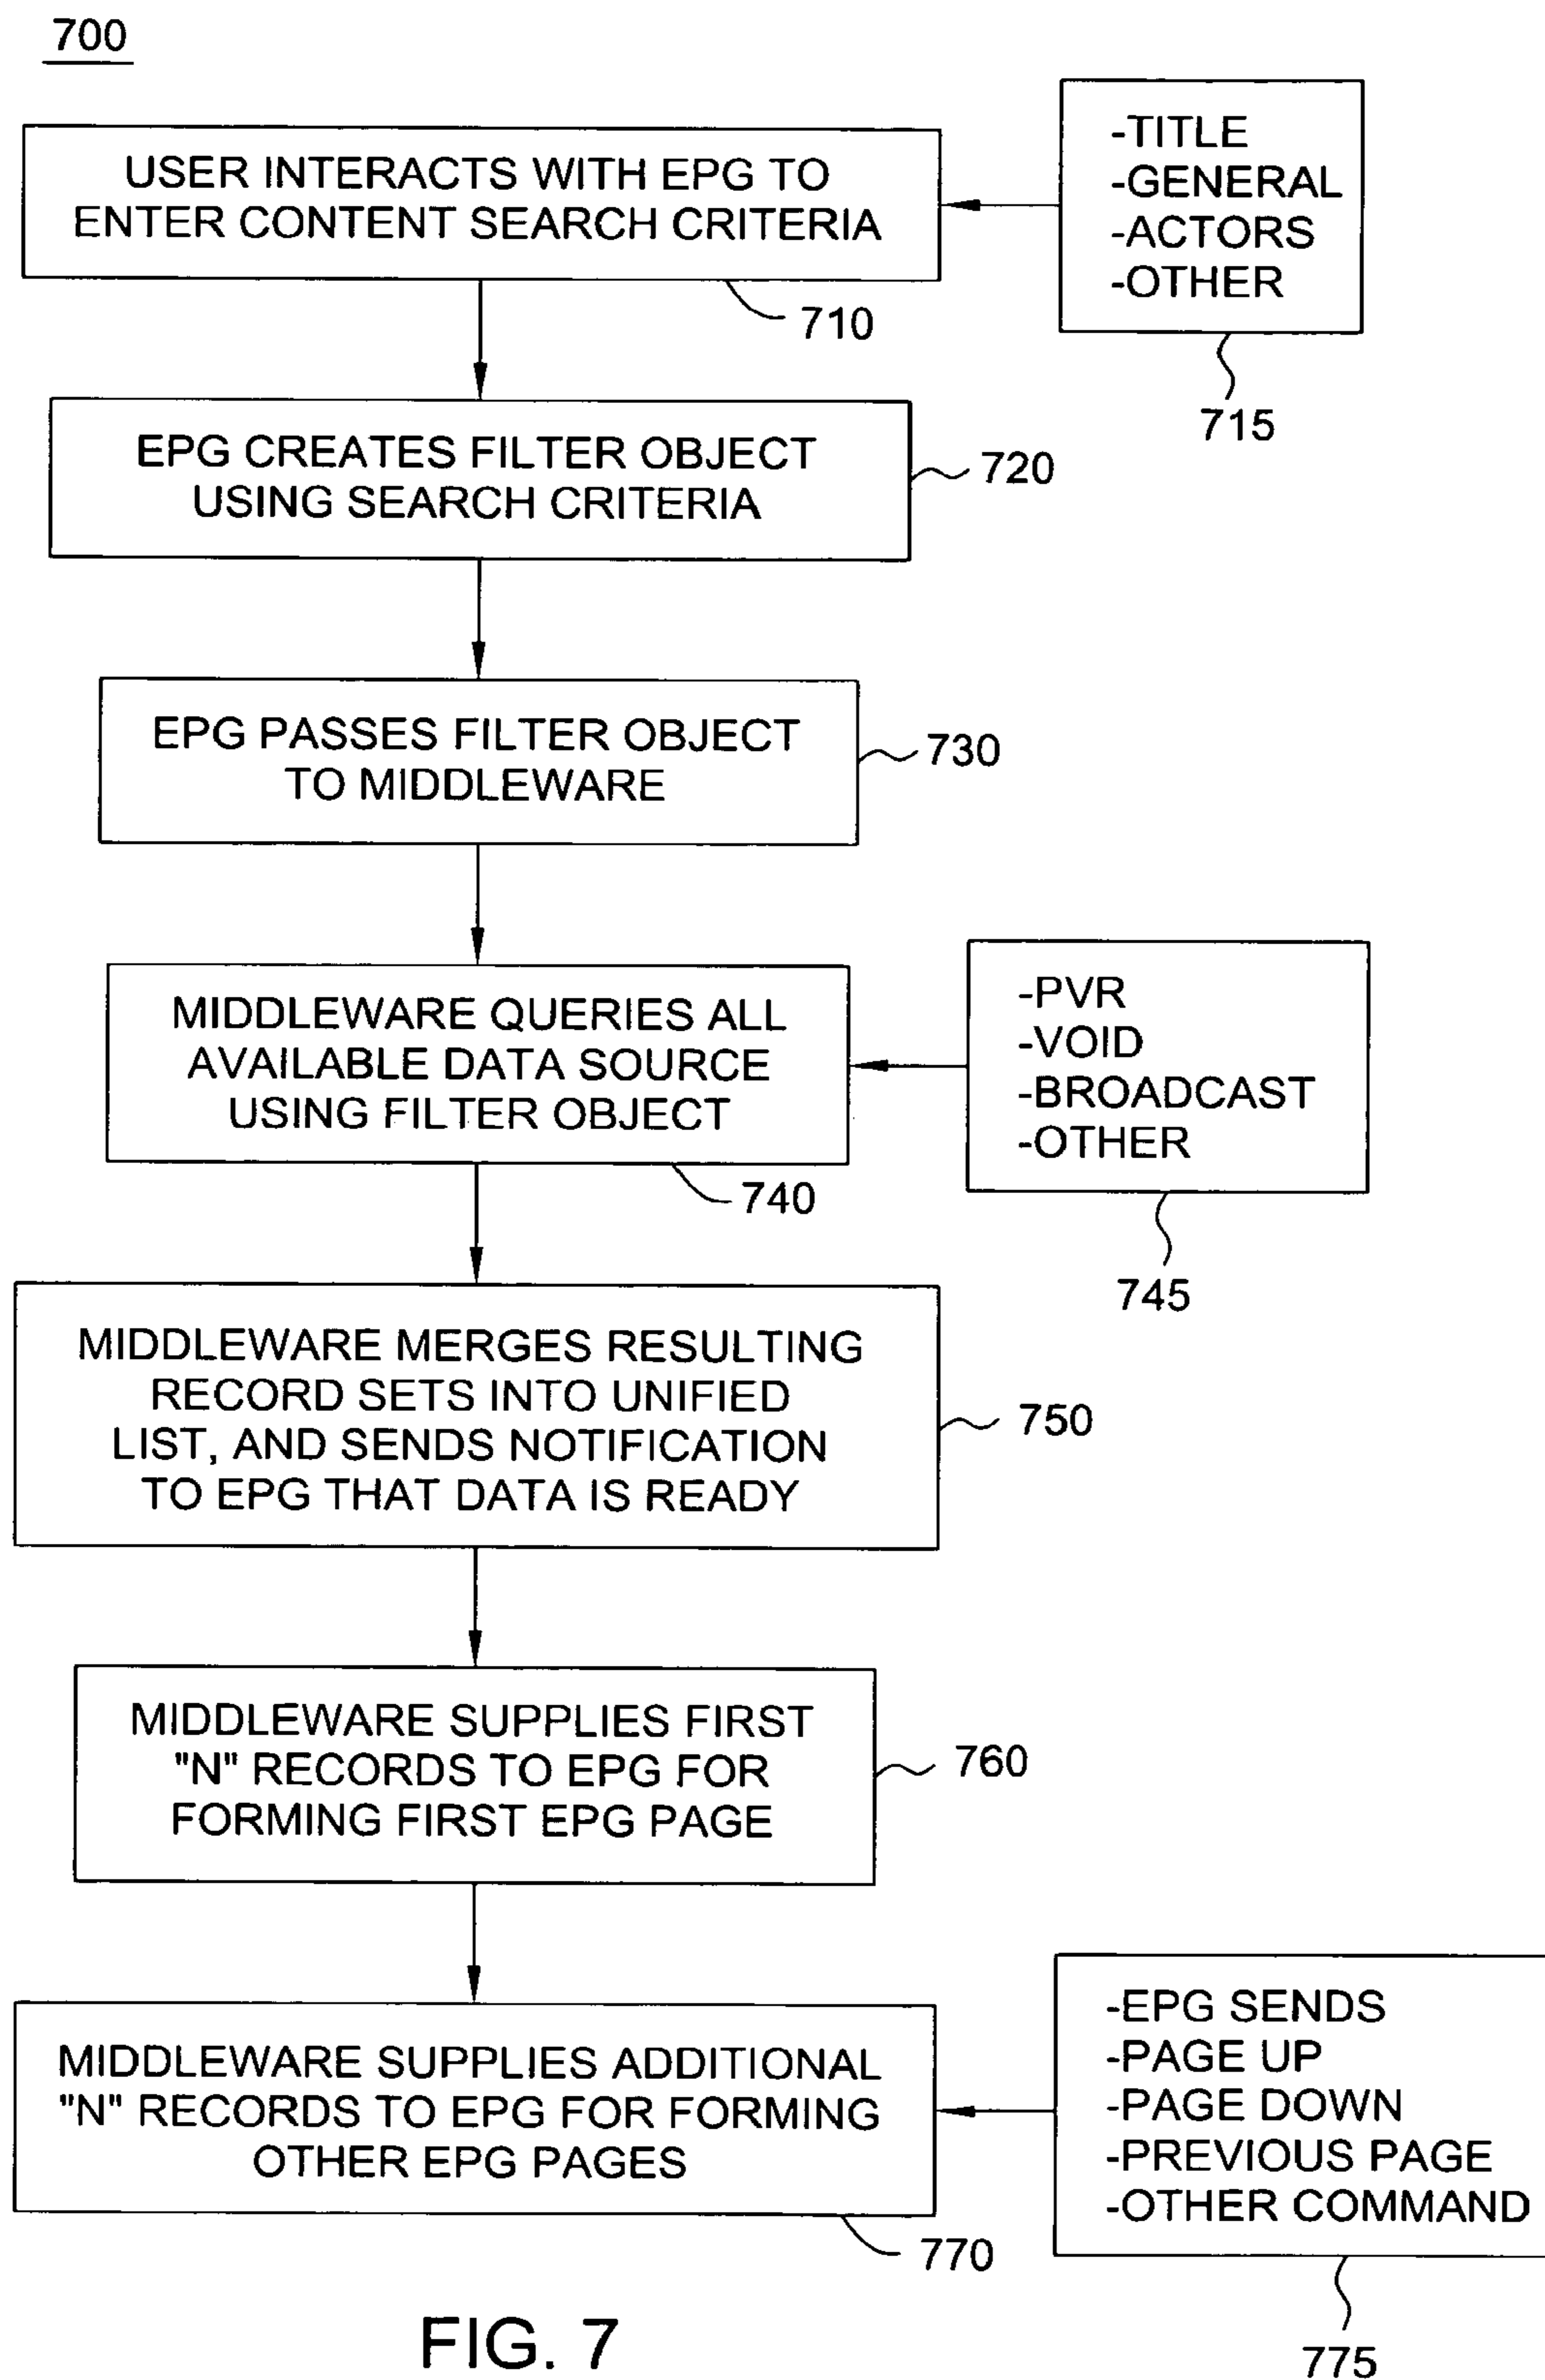 700
USER INTERACTS WITH EPG TO
ENTER CONTENT SEARCH CRITERIA
710
-TITLE
-GENERAL
-ACTORS
-OTHER
715
EPG CREATES FILTER OBJECT
USING SEARCH CRITERIA
720
EPG PASSES FILTER OBJECT
TO MIDDLEWARE
730
MIDDLEWARE QUERIES ALL
AVAILABLE DATA SOURCE
USING FILTER OBJECT
740
-PVR
-VOID
-BROADCAST
-OTHER
745
MIDDLEWARE MERGES RESULTING
RECORD SETS INTO UNIFIED
LIST, AND SENDS NOTIFICATION
TO EPG THAT DATA IS READY
750
MIDDLEWARE SUPPLIES FIRST
"N" RECORDS TO EPG FOR
FORMING FIRST EPG PAGE
760
MIDDLEWARE SUPPLIES ADDITIONAL
"N" RECORDS TO EPG FOR FORMING
OTHER EPG PAGES
770
-EPG SENDS
-PAGE UP
-PAGE DOWN
-PREVIOUS PAGE
-OTHER COMMAND
775
FIG. 7